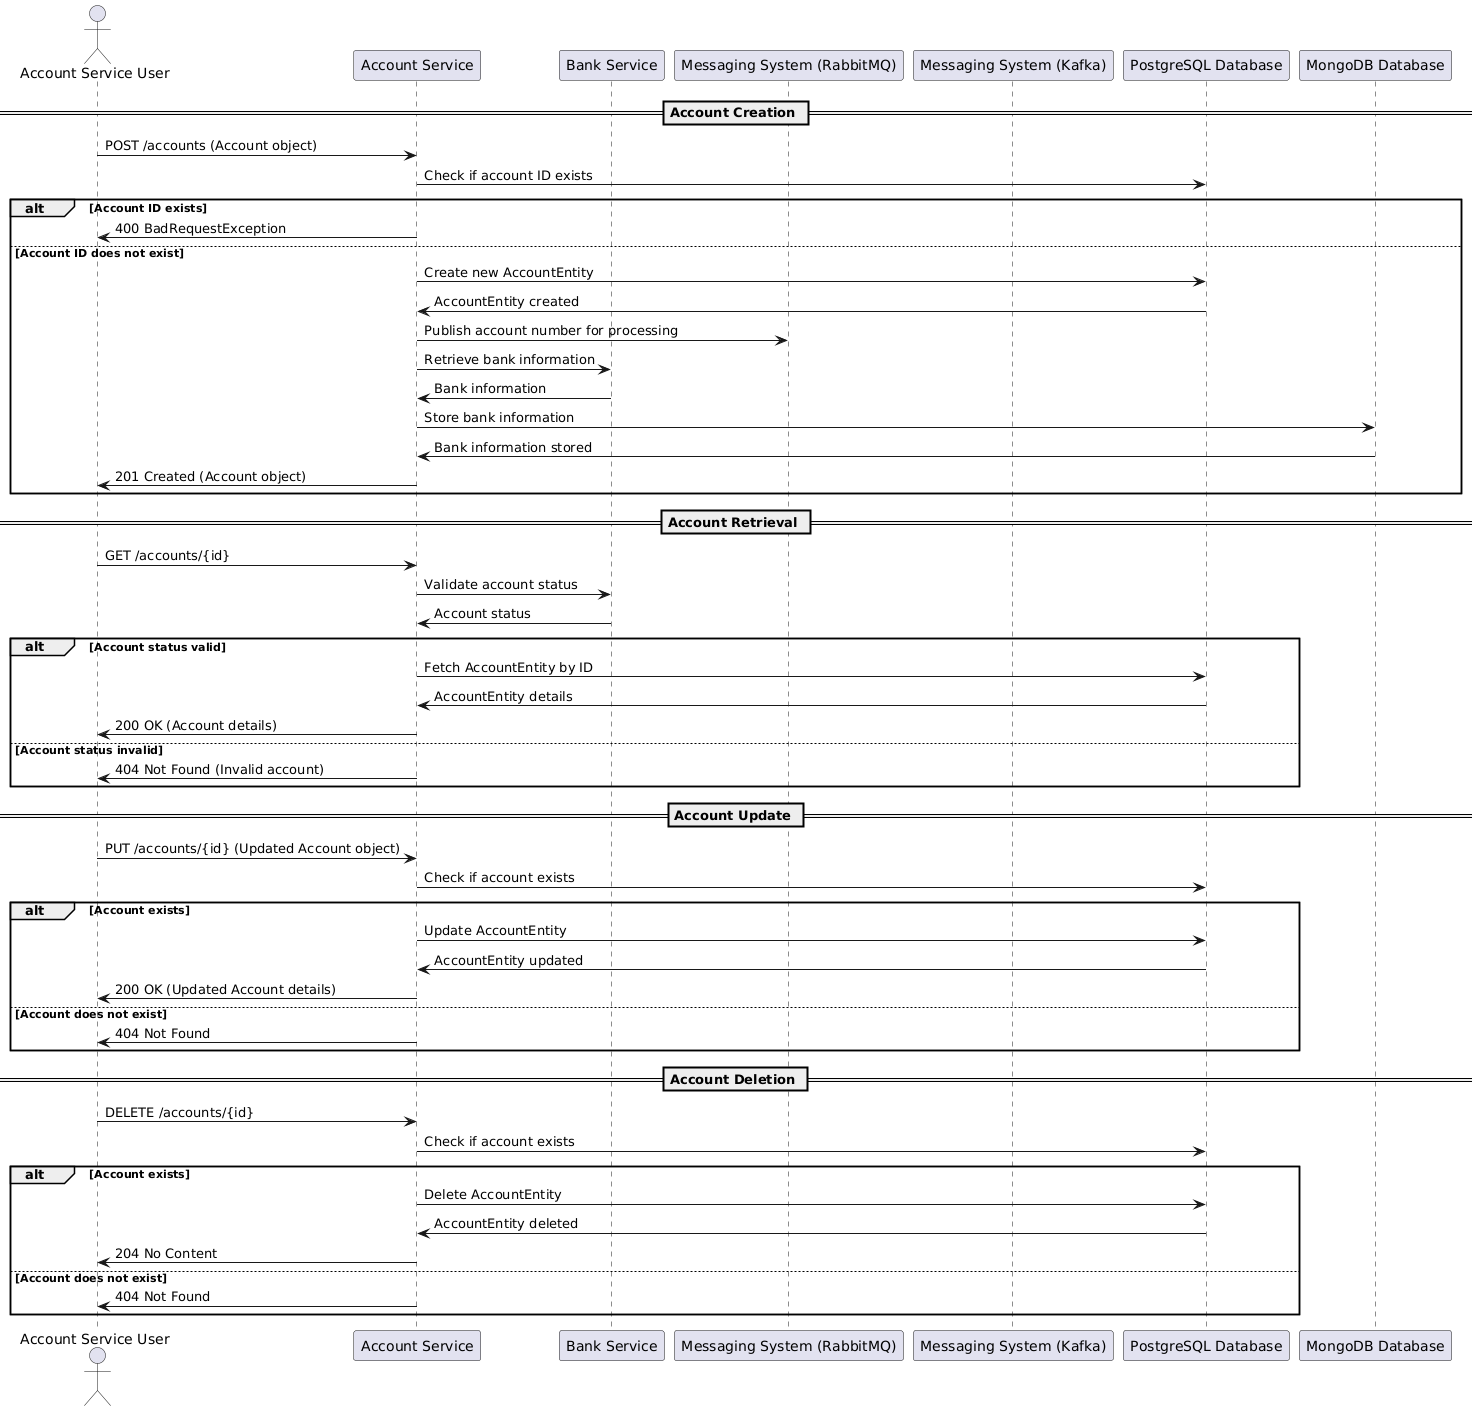 Account Service User
Account Service
Bank Service
Messaging System (RabbitMQ)
Messaging System (Kafka)
PostgreSQL Database
MongoDB Database
Account Creation
POST /accounts (Account object)
Check if account ID exists
alt
[Account ID exists]
400 BadRequestException
[Account ID does not exist]
Create new AccountEntity
AccountEntity created
Publish account number for processing
Retrieve bank information
Bank information
Store bank information
Bank information stored
201 Created (Account object)
Account Retrieval
GET /accounts/{id}
Validate account status
Account status
alt
[Account status valid]
Fetch AccountEntity by ID
AccountEntity details
200 OK (Account details)
[Account status invalid]
404 Not Found (Invalid account)
Account Update
PUT /accounts/{id} (Updated Account object)
Check if account exists
alt
[Account exists]
Update AccountEntity
AccountEntity updated
200 OK (Updated Account details)
[Account does not exist]
404 Not Found
Account Deletion
DELETE /accounts/{id}
Check if account exists
alt
[Account exists]
Delete AccountEntity
AccountEntity deleted
204 No Content
[Account does not exist]
404 Not Found
Account Service User
Account Service
Bank Service
Messaging System (RabbitMQ)
Messaging System (Kafka)
PostgreSQL Database
MongoDB Database